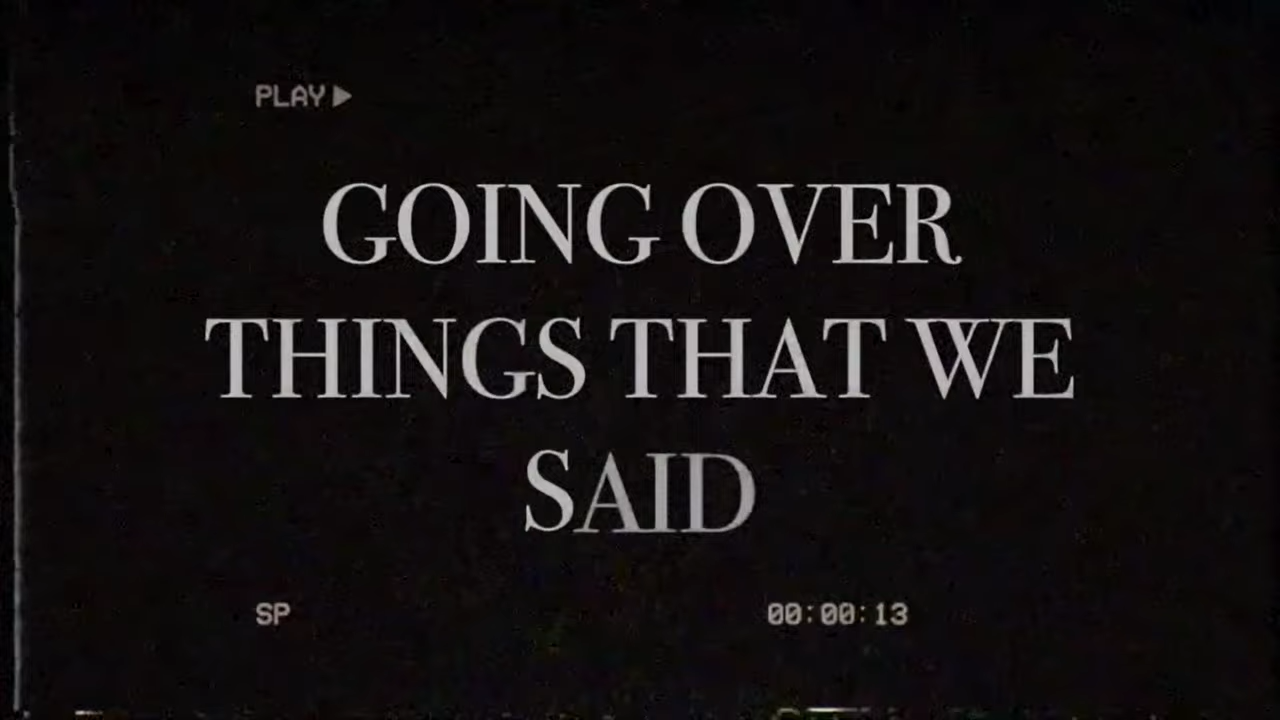 PLAY▶
GOING OVER
THINGS THAT WE
SAID
SP
00:00:13